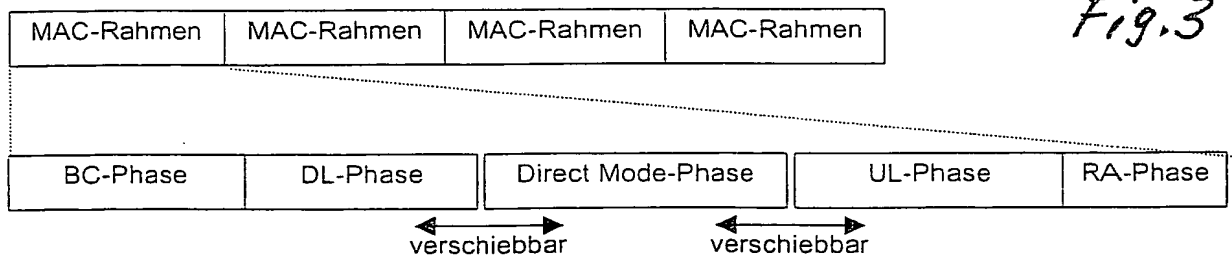 Fig.3
MAC-Rahmen MAC-Rahmen MAC-Rahmen MAC-Rahmen
BC-Phase DL-Phase Direct Mode-Phase UL-Phase RA-Phase
verschiebbar verschiebbar